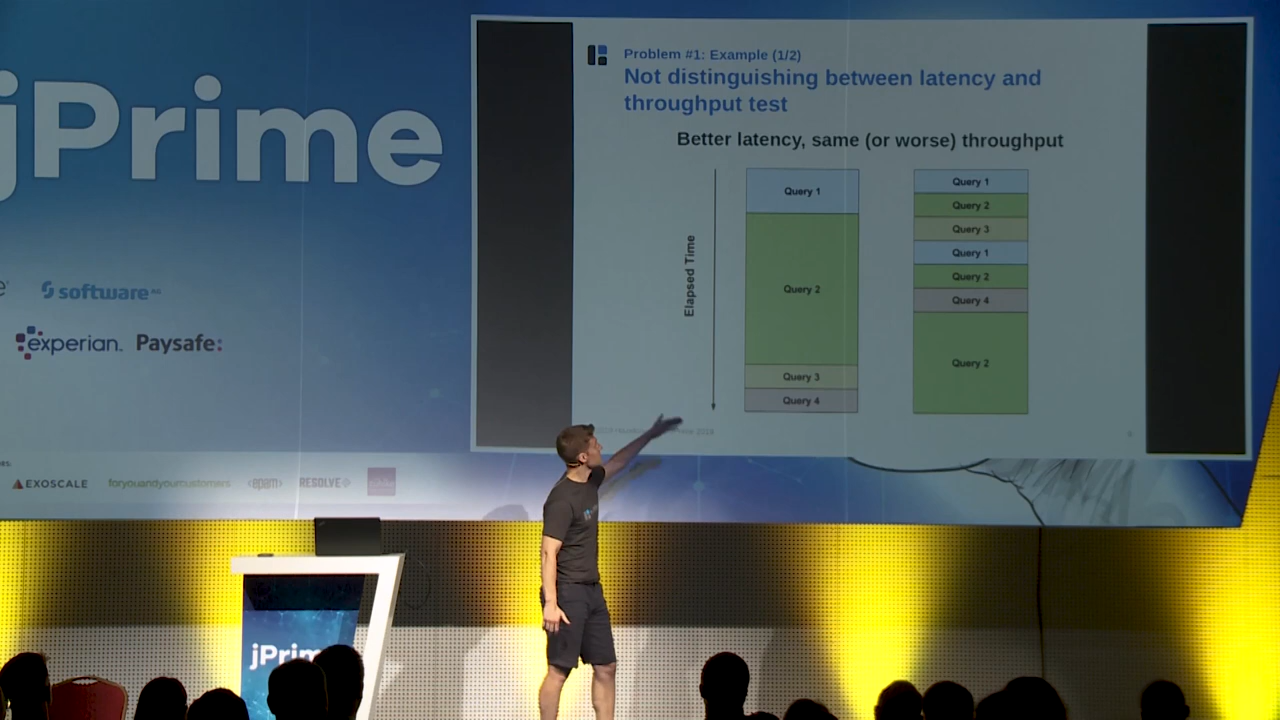 jPrime
software AG
experian.
Paysafe:
EXOSCALE
foryouandyourcustomers
<epam>
RESOLVE
Problem #1: Example (1/2)
Not distinguishing between latency and
throughput test
Better latency, same (or worse) throughput
Elapsed Time
Query 1
Query 2
Query 3
Query 4
Query 1
Query 2
Query 3
Query 1
Query 2
Query 4
Query 2
jPrim